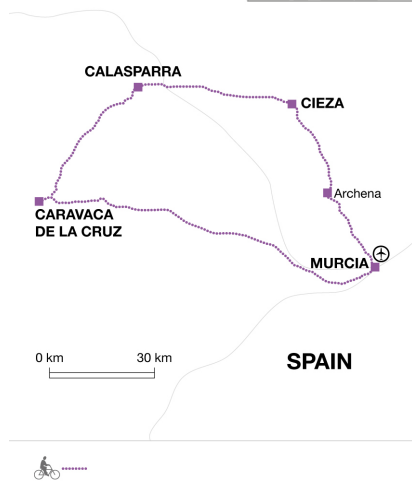 CALASPARRA
CIEZA
Archena
CARAVACA
DE LA CRUZ
MURCIA
0 km 30 km
SPAIN